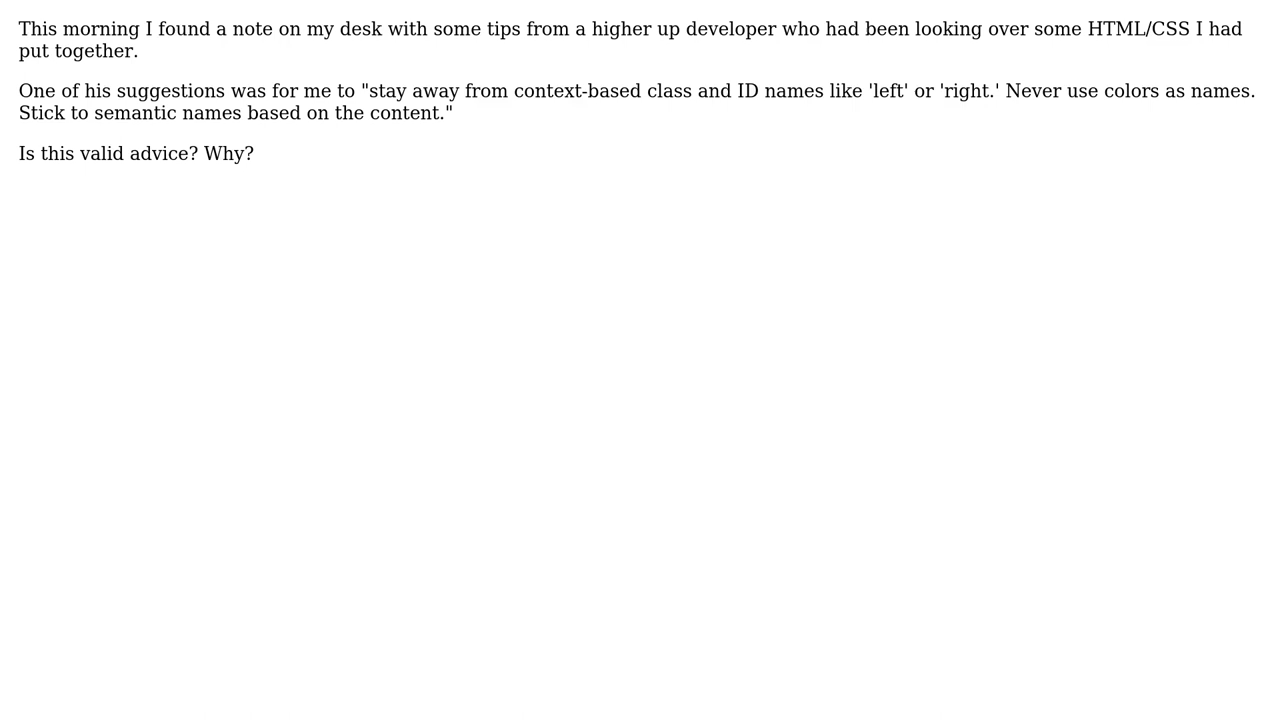 This morning I found a note on my desk with some tips from a higher up developer who had been looking over some HTML/CSS I had
put together.
One of his suggestions was for me to "stay away from context-based class and ID names like 'left' or 'right.' Never use colors as names.
Stick to semantic names based on the content."
Is this valid advice? Why?